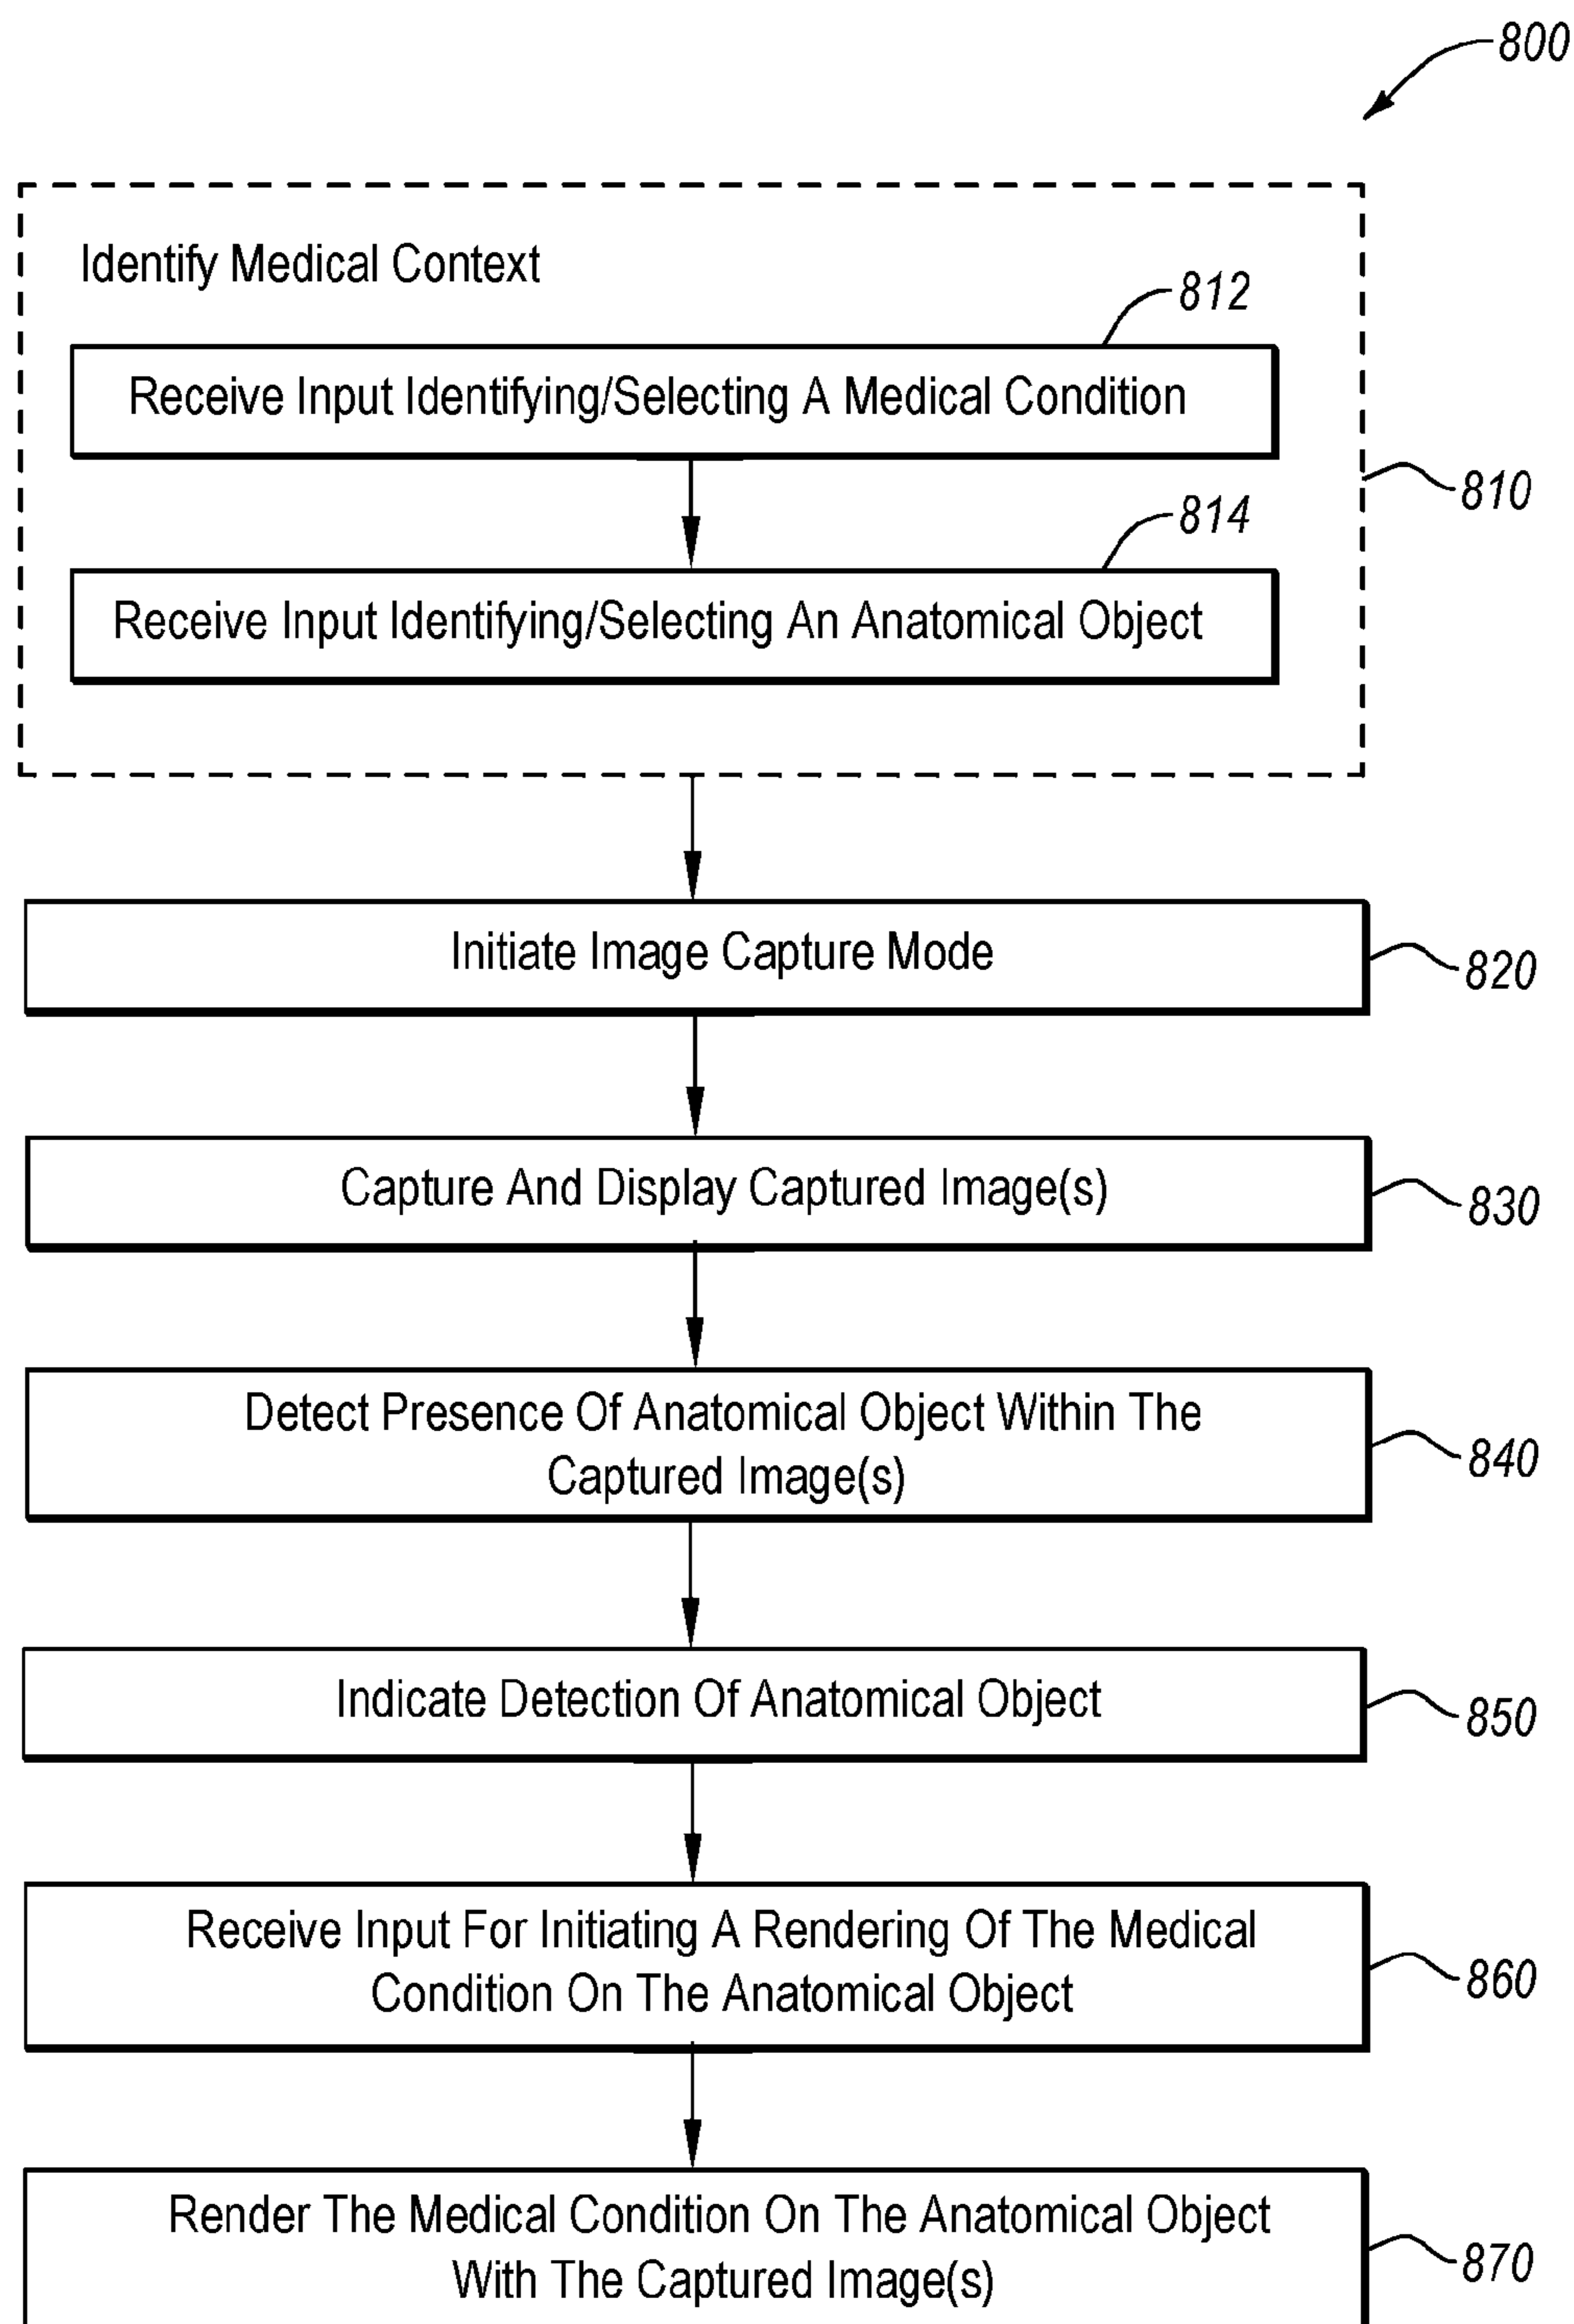 800
Identify Medical Context
812
Receive Input Identifying/Selecting A Medical Condition
810
814
Receive Input Identifying/Selecting An Anatomical Object
Initiate Image Capture Mode
820
Capture And Display Captured Image(s)
830
Detect Presence Of Anatomical Object Within The
Captured Image(s)
840
Indicate Detection Of Anatomical Object
850
Receive Input For Initiating A Rendering Of The Medical
Condition On The Anatomical Object
860
Render The Medical Condition On The Anatomical Object
With The Captured Image(s)
870